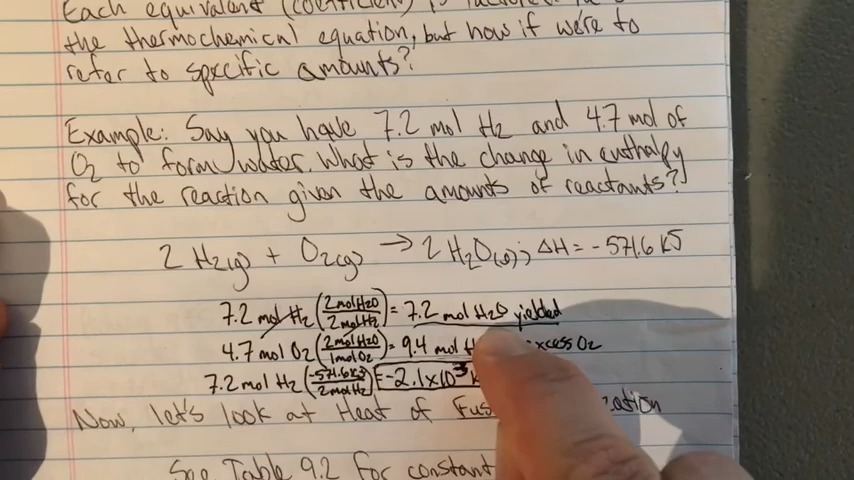 Each equivalent (coefficient) is
the thermochemical equation, but how if we're to
refer to specific amounts?
Example: Say you have 7.2 mol H₂ and 4.7 mol of
O₂ to form water. What is the change in enthalpy
for the reaction given the amounts of reactants?
2 H₂(g) + O₂(g) → 2 H₂O(l); ΔH = -571.6 kJ
7.2 mol H₂ (2 mol H₂O / 2 mol H₂) = 7.2 mol H₂O yielded
4.7 mol O₂ (2 mol H₂O / 1 mol O₂) = 9.4 mol excess O₂
7.2 mol H₂ (-571.6 kJ / 2 mol H₂) = -2.1x10³
Now, let's look at Heat of
See Table 9.2 for constant